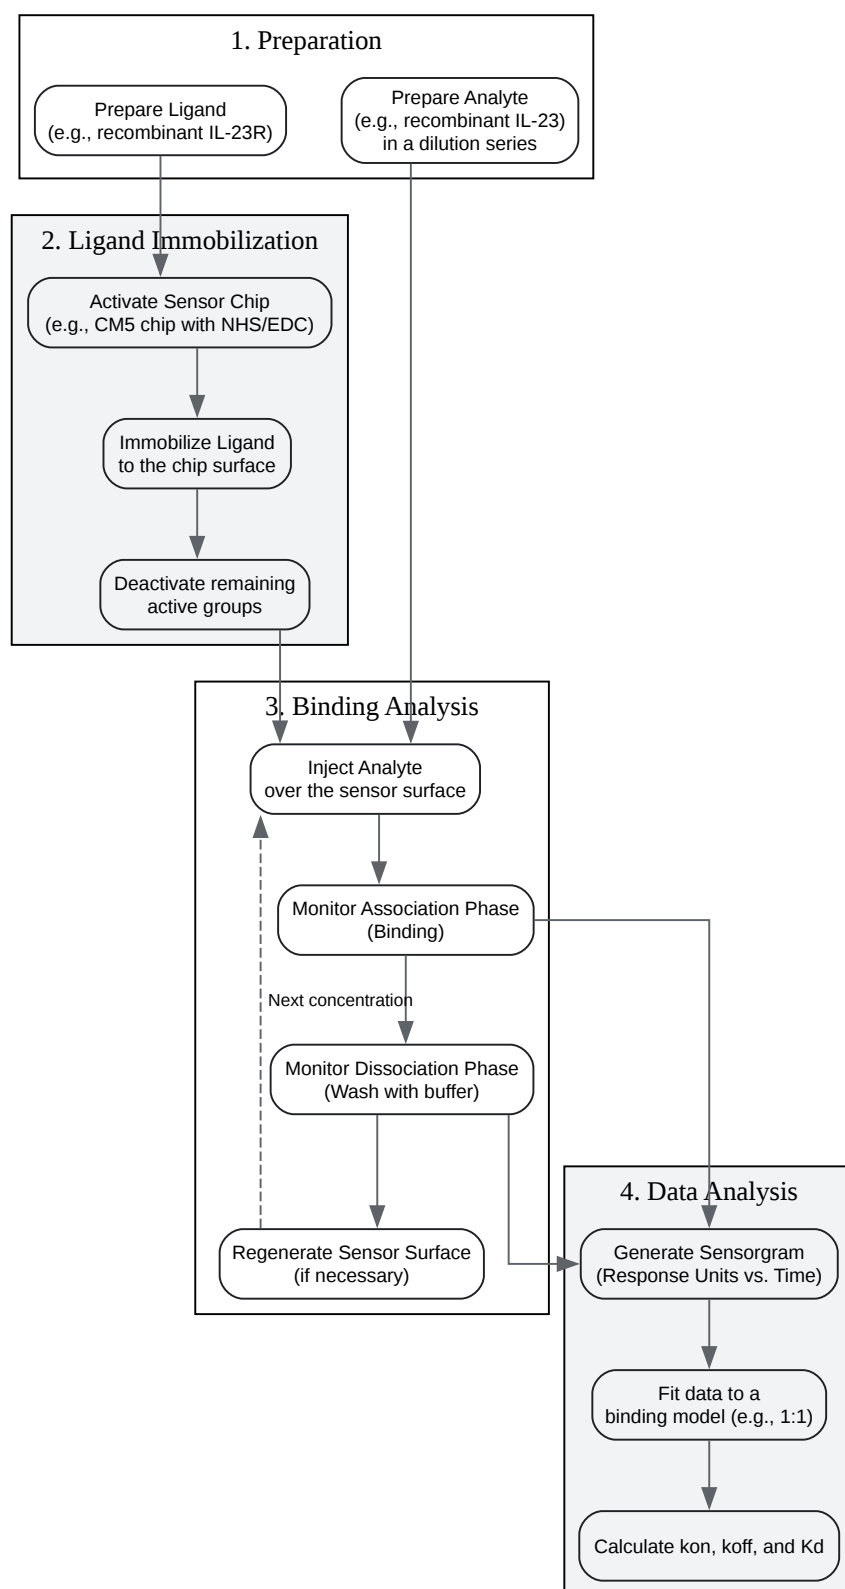 1. Preparation
Prepare Ligand
(e.g., recombinant IL-23R)
Prepare Analyte
(e.g., recombinant IL-23)
in a dilution series
2. Ligand Immobilization
Activate Sensor Chip
(e.g., CM5 chip with NHS/EDC)
Immobilize Ligand
to the chip surface
Deactivate remaining
active groups
3. Binding Analysis
Inject Analyte
over the sensor surface
Monitor Association Phase
(Binding)
Next concentration
Monitor Dissociation Phase
(Wash with buffer)
Regenerate Sensor Surface
(if necessary)
4. Data Analysis
Generate Sensorgram
(Response Units vs. Time)
Fit data to a
binding model (e.g., 1:1)
Calculate kon, koff, and Kd